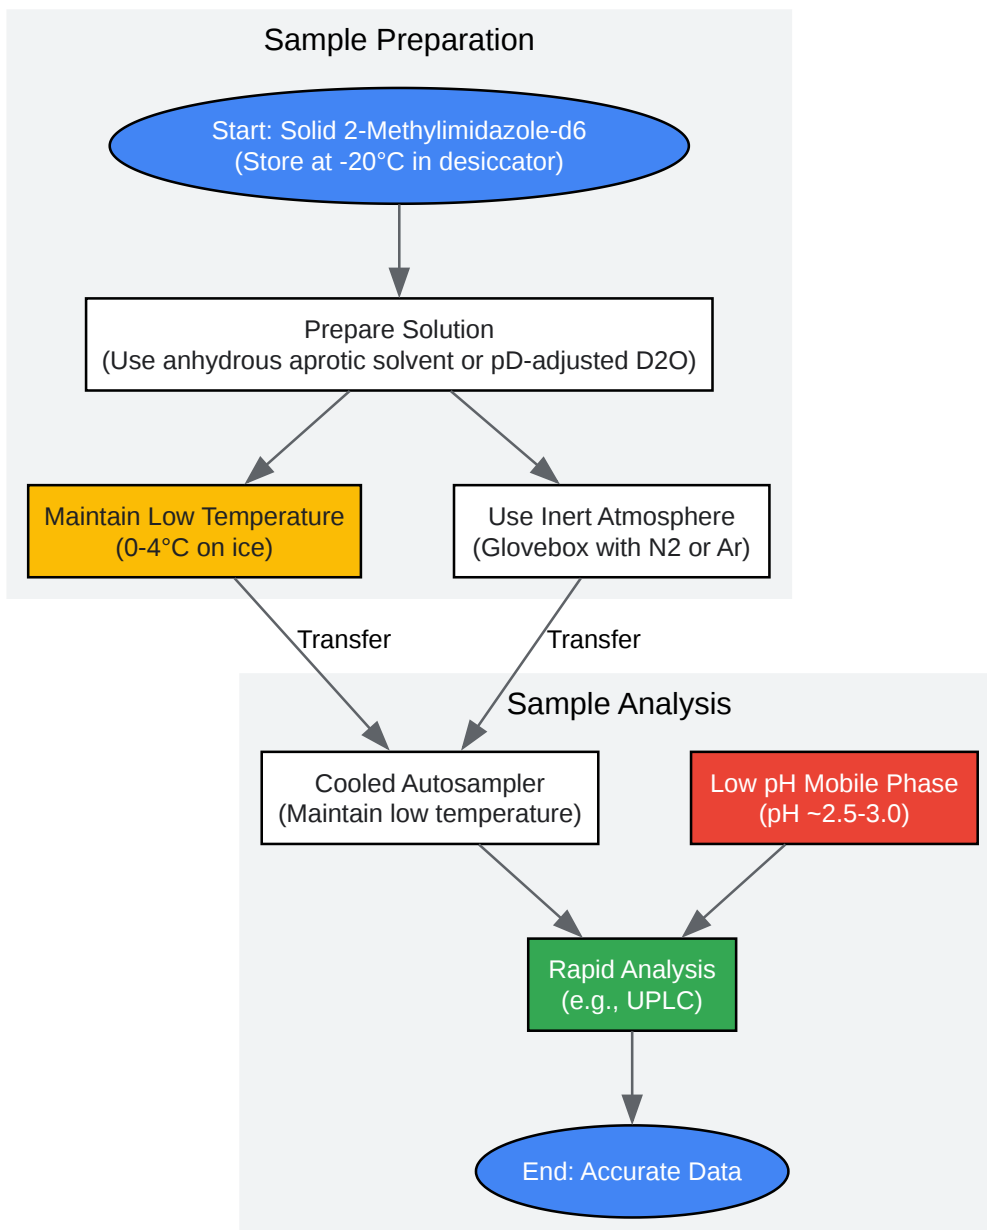 Sample Preparation
Start: Solid 2-Methylimidazole-d6
(Store at -20°C in desiccator)
Prepare Solution
(Use anhydrous aprotic solvent or pD-adjusted D2O)
Maintain Low Temperature
(0-4°C on ice)
Use Inert Atmosphere
(Glovebox with N2 or Ar)
Transfer
Transfer
Sample Analysis
Cooled Autosampler
(Maintain low temperature)
Low pH Mobile Phase
(pH ~2.5-3.0)
Rapid Analysis
(e.g., UPLC)
End: Accurate Data